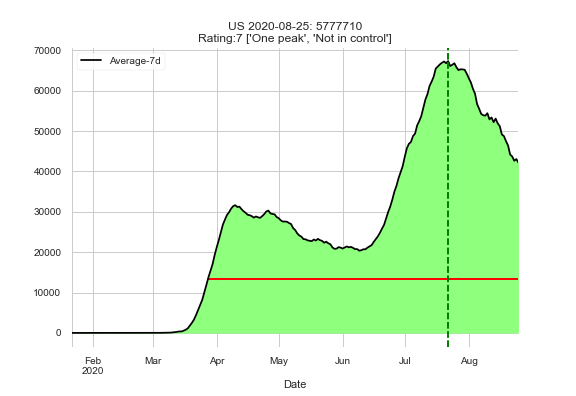 US 2020-08-25: 5777710
Rating:7 ['One peak', 'Not in control']
Average-7d
70000
60000
50000
40000
30000
20000
10000
0
Feb Mar Apr May Jun Jul Aug
2020
Date